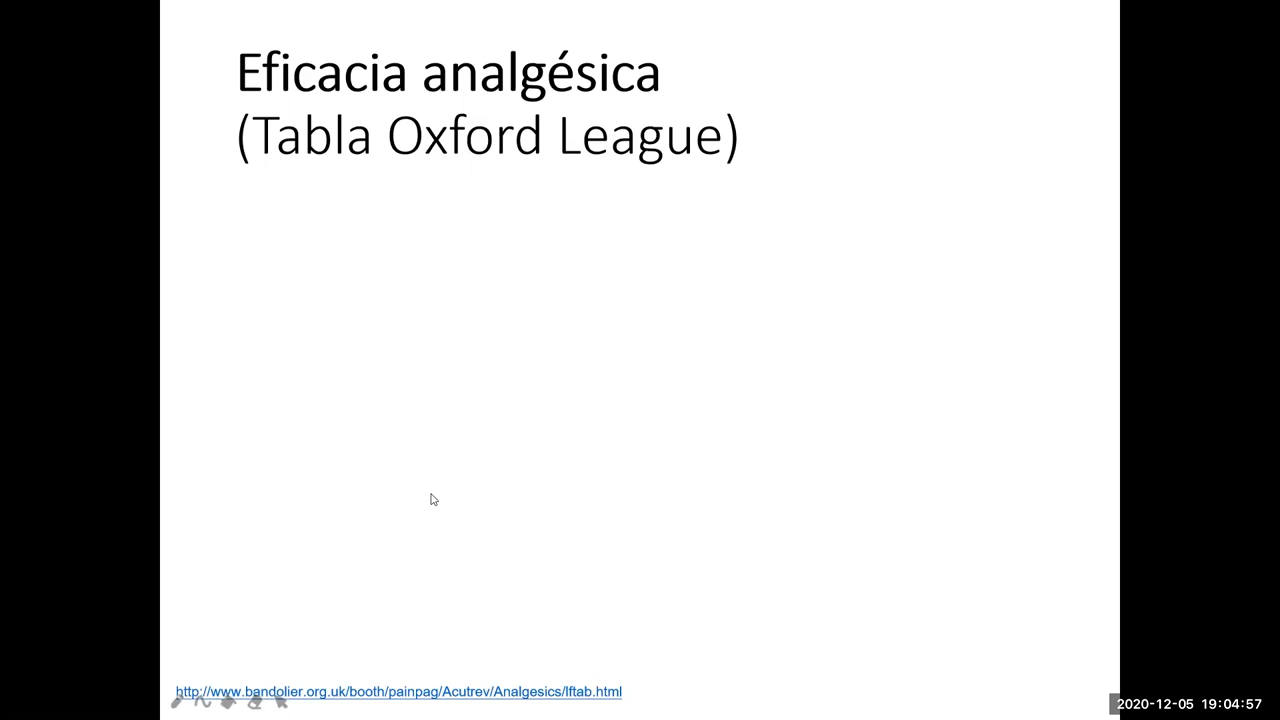 Eficacia analgésica
(Tabla Oxford League)
http://www.bandolier.org.uk/booth/painpag/Acutrev/Analgesics/lftab.html
2020-12-05 19:04:57